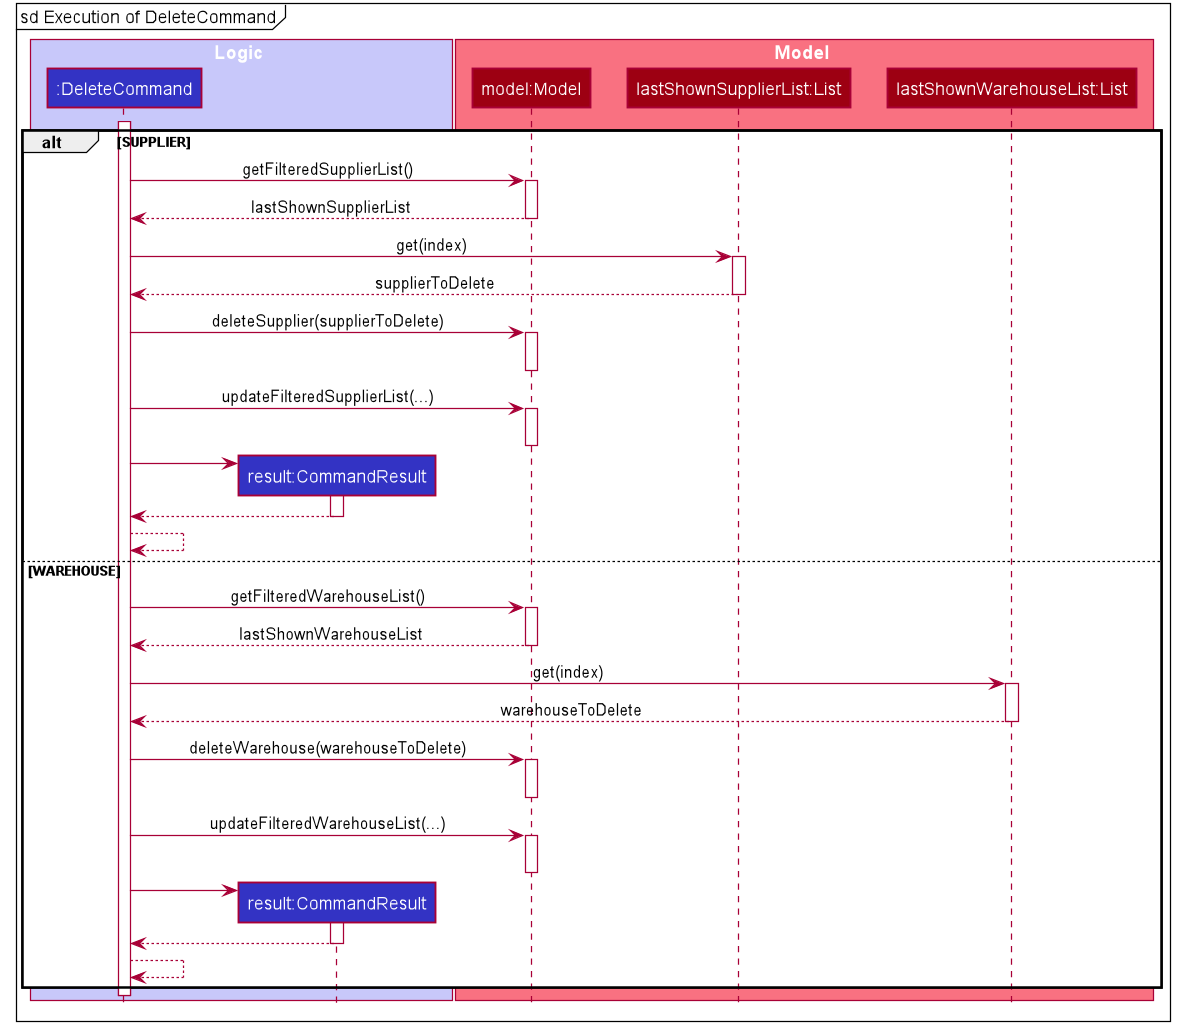 sd Execution of DeleteCommand
Logic
Model
:DeleteCommand
model:Model
lastShownSupplierList:List
lastShownWarehouseList:List
alt
[SUPPLIER]
getFilteredSupplierList()
lastShownSupplierList
get(index)
supplierToDelete
deleteSupplier(supplierToDelete)
updateFilteredSupplierList(...)
result:CommandResult
[WAREHOUSE]
getFilteredWarehouseList()
lastShownWarehouseList
get(index)
warehouseToDelete
deleteWarehouse(warehouseToDelete)
updateFilteredWarehouseList(...)
result:CommandResult